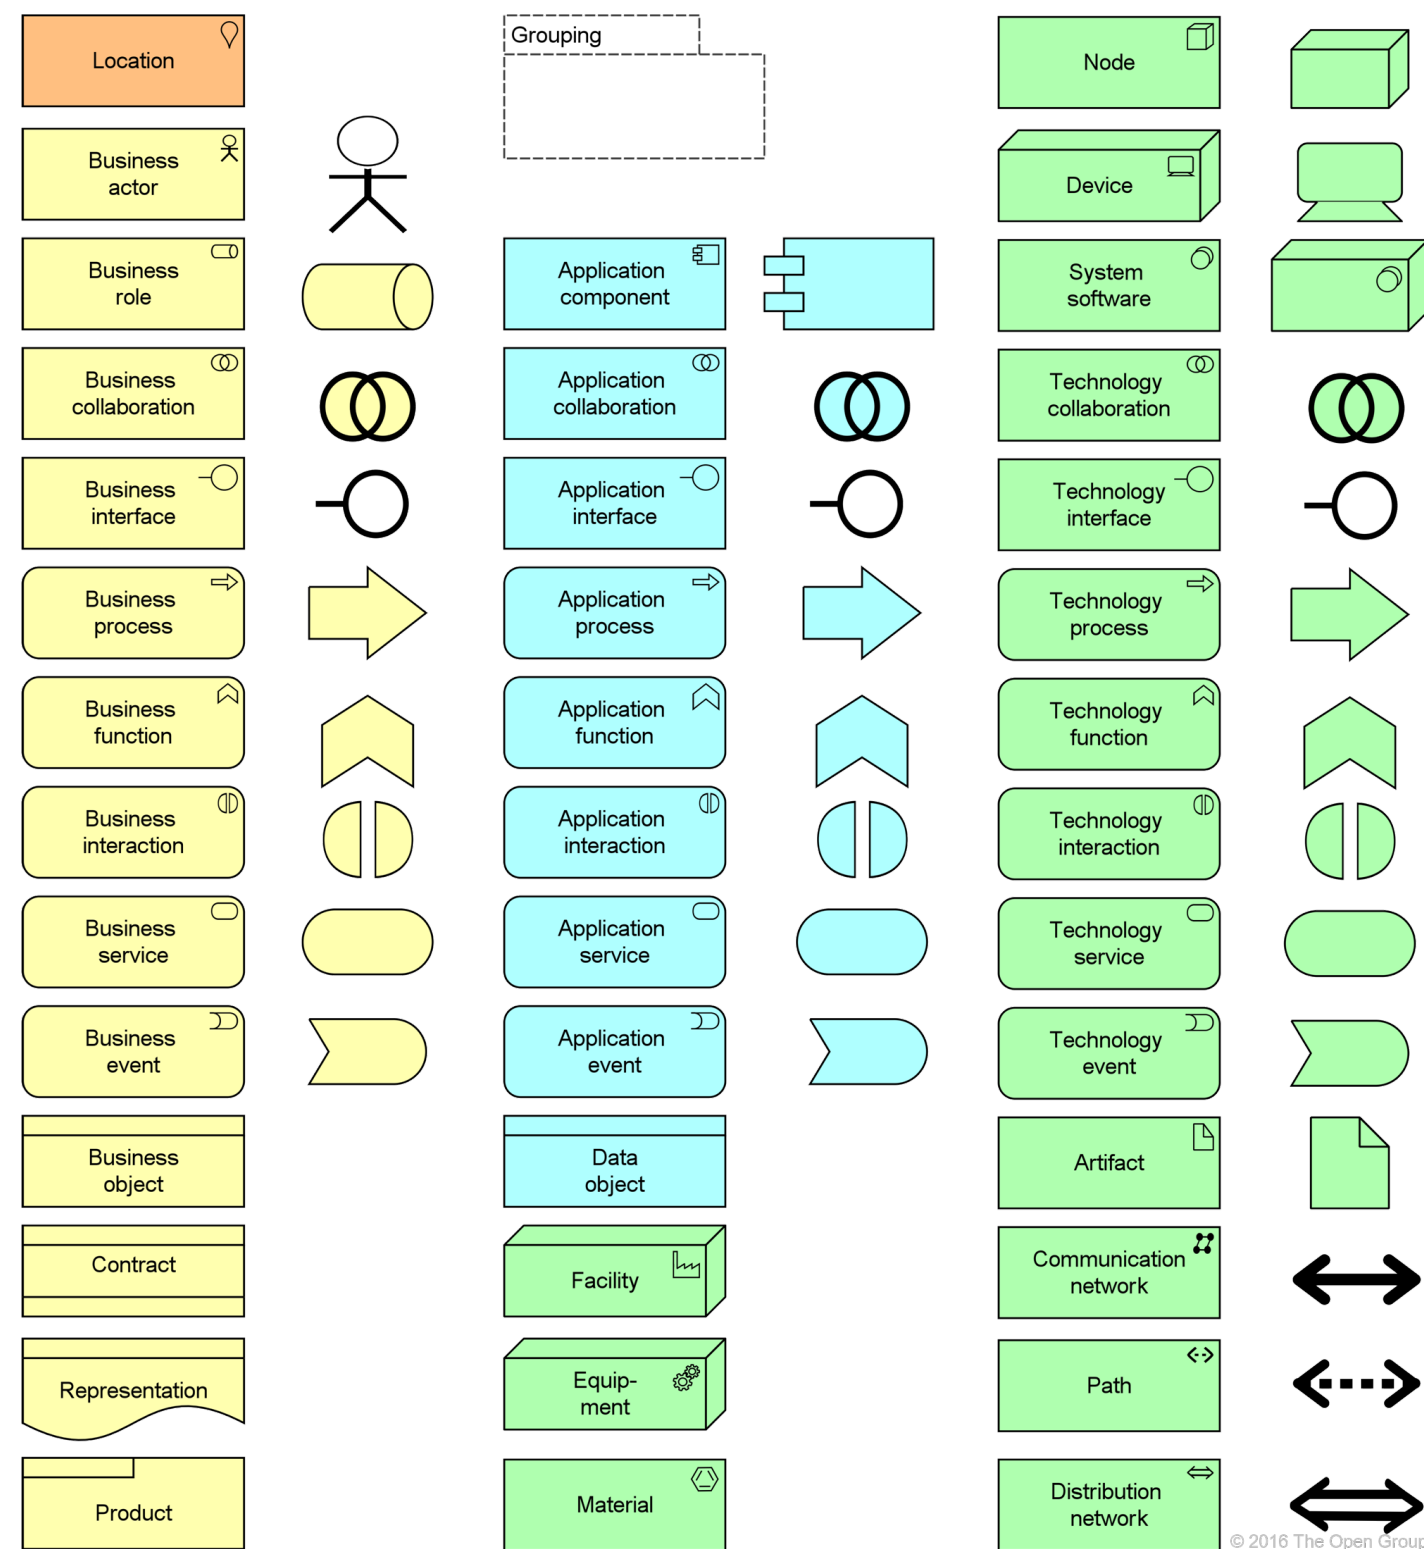 Location
Grouping
Node
Business
actor
Device
Business
role
Application
component
System
software
Business
collaboration
Application
collaboration
Technology
collaboration
Business
interface
Application
interface
Technology
interface
Business
process
Application
process
Technology
process
Business
function
Application
function
Technology
function
Business
interaction
Application
interaction
Technology
interaction
Business
service
Application
service
Technology
service
Business
event
Application
event
Technology
event
Business
object
Data
object
Artifact
Contract
Facility
Communication
network
Representation
Equip-
ment
Path
Product
Material
Distribution
network
© 2016 The Open Group